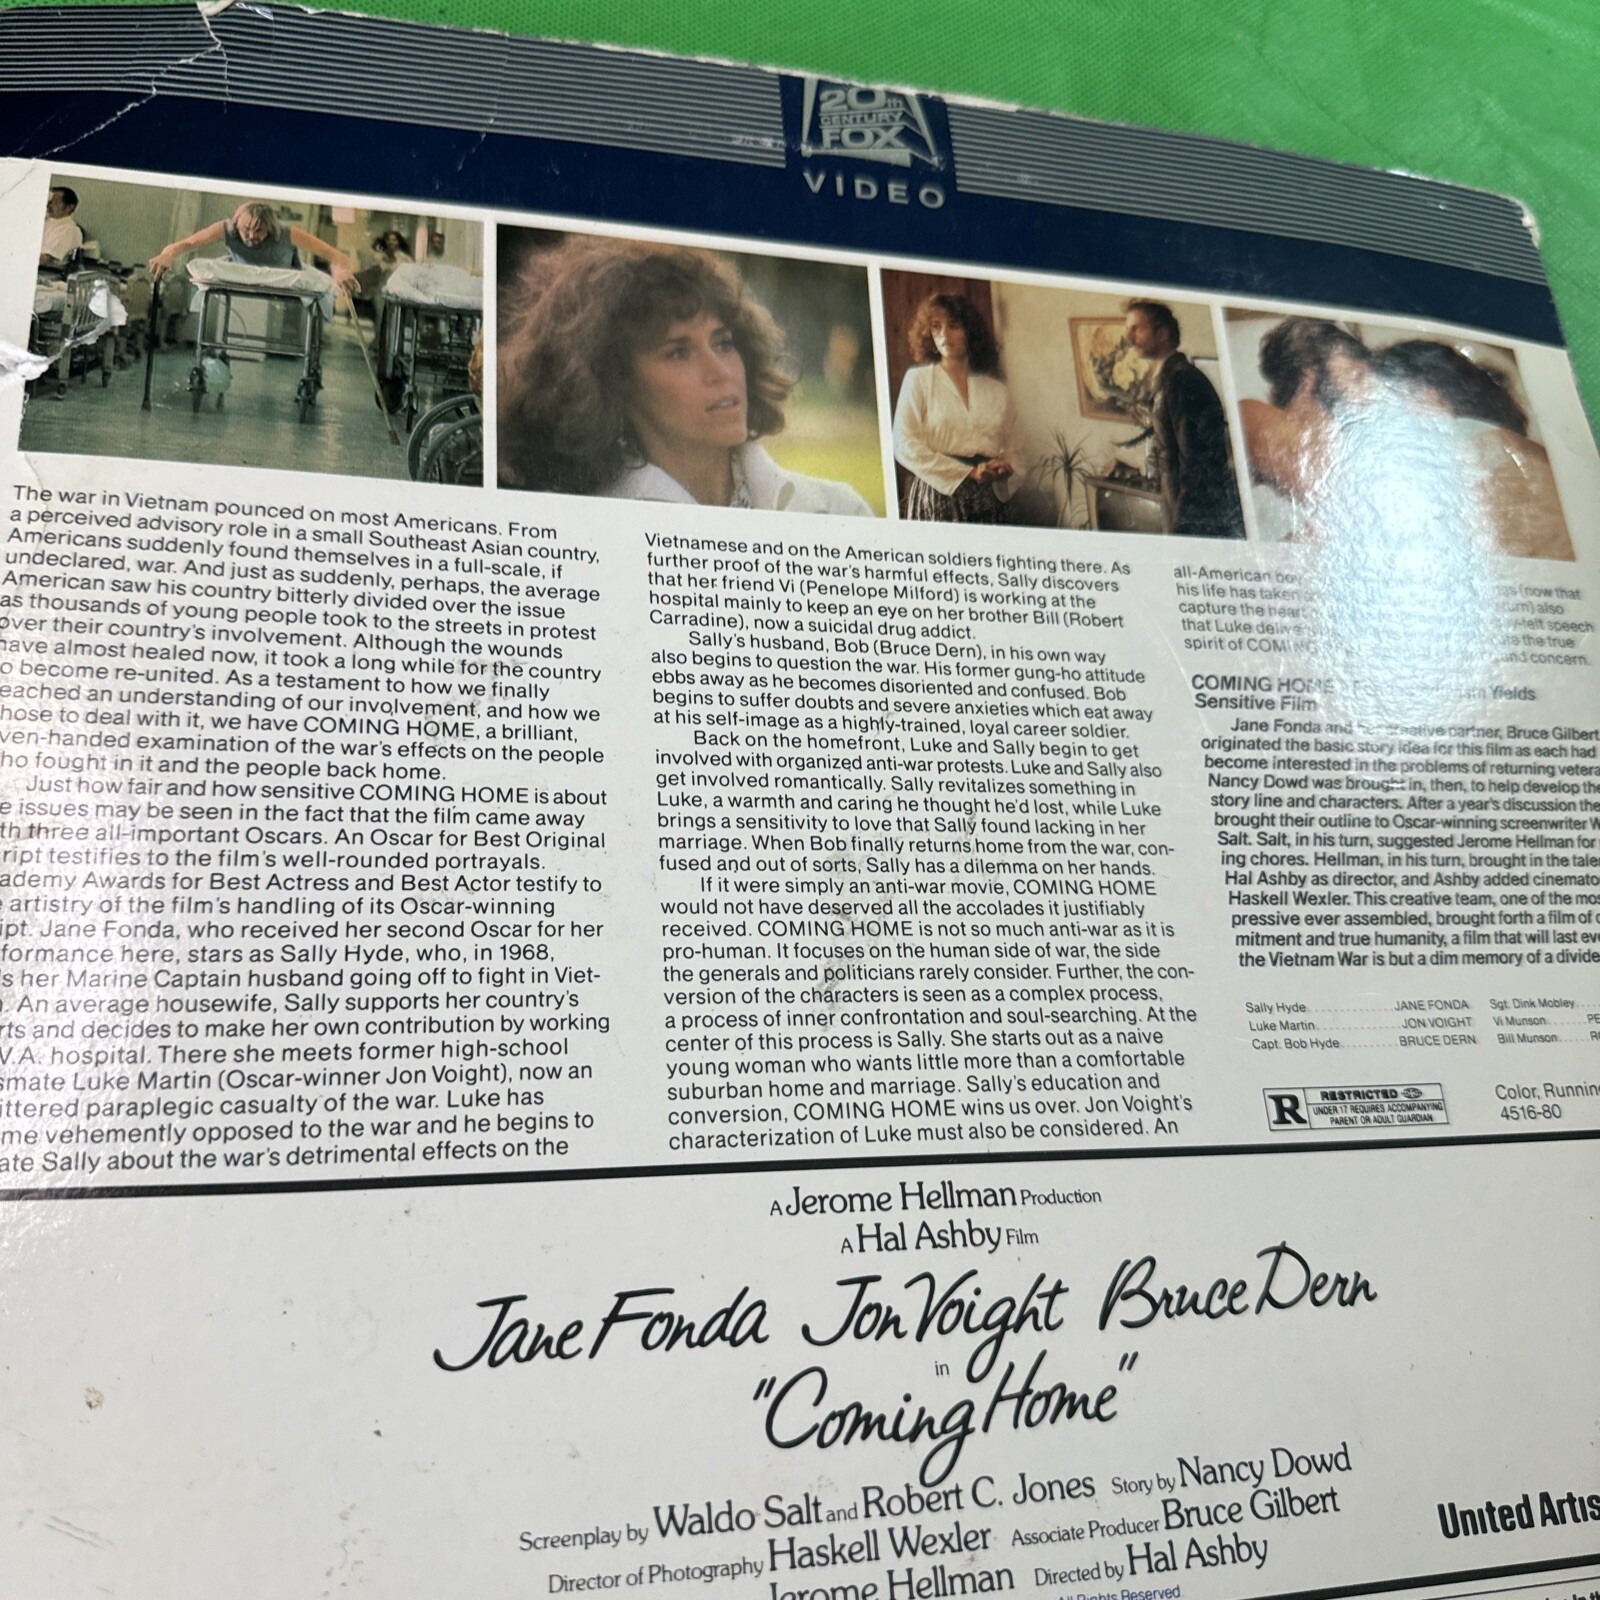 20th
CENTURY
FOX
VIDEO
The war in Vietnam pounced on most Americans. From
a perceived advisory role in a small Southeast Asian country,
Americans suddenly found themselves in a full-scale, if
undeclared, war. And just as suddenly, perhaps, the average
American saw his country bitterly divided over the issue
as thousands of young people took to the streets in protest
over their country's involvement. Although the wounds
have almost healed now, it took a long while for the country
o become re-united. As a testament to how we finally
eached an understanding of our involvement, and how we
hose to deal with it, we have COMING HOME, a brilliant,
ven-handed examination of the war's effects on the people
ho fought in it and the people back home.
Just how fair and how sensitive COMING HOME is about
e issues may be seen in the fact that the film came away
th three all-important Oscars. An Oscar for Best Original
ript testifies to the film's well-rounded portrayals.
ademy Awards for Best Actress and Best Actor testify to
artistry of the film's handling of its Oscar-winning
ipt. Jane Fonda, who received her second Oscar for her
formance here, stars as Sally Hyde, who, in 1968,
s her Marine Captain husband going off to fight in Viet-
. An average housewife, Sally supports her country's
rts and decides to make her own contribution by working
V.A. hospital. There she meets former high-school
smate Luke Martin (Oscar-winner Jon Voight), now an
ittered paraplegic casualty of the war. Luke has
me vehemently opposed to the war and he begins to
ate Sally about the war's detrimental effects on the
Vietnamese and on the American soldiers fighting there. As
further proof of the war's harmful effects, Sally discovers
that her friend Vi (Penelope Milford) is working at the
hospital mainly to keep an eye on her brother Bill (Robert
Carradine), now a suicidal drug addict.
Sally's husband, Bob (Bruce Dern), in his own way
also begins to question the war. His former gung-ho attitude
ebbs away as he becomes disoriented and confused. Bob
begins to suffer doubts and severe anxieties which eat away
at his self-image as a highly-trained, loyal career soldier.
Back on the homefront, Luke and Sally begin to get
involved with organized anti-war protests. Luke and Sally also
get involved romantically. Sally revitalizes something in
Luke, a warmth and caring he thought he'd lost, while Luke
brings a sensitivity to love that Sally found lacking in her
marriage. When Bob finally returns home from the war, con-
fused and out of sorts, Sally has a dilemma on her hands.
If it were simply an anti-war movie, COMING HOME
would not have deserved all the accolades it justifiably
received. COMING HOME is not so much anti-war as it is
pro-human. It focuses on the human side of war, the side
the generals and politicians rarely consider. Further, the con-
version of the characters is seen as a complex process,
a process of inner confrontation and soul-searching. At the
center of this process is Sally. She starts out as a naive
young woman who wants little more than a comfortable
suburban home and marriage. Sally's education and
conversion, COMING HOME wins us over. Jon Voight's
characterization of Luke must also be considered. An
all-American boy (now that
his life has taken also
capture the heart speech
that Luke the true
spirit of COMING and concern.
COMING HOME Yields
Sensitive Film
Jane Fonda and creative partner, Bruce Gilbert
originated the basic story idea for this film as each had
become interested in the problems of returning vetera
Nancy Dowd was brought in, then, to help develop the
story line and characters. After a year's discussion the
brought their outline to Oscar-winning screenwriter W
Salt. Salt, in his turn, suggested Jerome Hellman for
ing chores. Hellman, in his turn, brought in the tale
Hal Ashby as director, and Ashby added cinemato
Haskell Wexler. This creative team, one of the mos
pressive ever assembled, brought forth a film of c
mitment and true humanity, a film that will last eve
the Vietnam War is but a dim memory of a divide
Sally Hyde JANE FONDA Sgt. Dink Mobley
Luke Martin JON VOIGHT Vi Munson PE
Capt. Bob Hyde BRUCE DERN Bill Munson
R RESTRICTED
UNDER 17 REQUIRES ACCOMPANYING
PARENT OR ADULT GUARDIAN
Color, Runnin
4516-80
A Jerome Hellman Production
A Hal Ashby Film
Jane Fonda Jon Voight Bruce Dern
in
"Coming Home"
Screenplay by Waldo Salt and Robert C. Jones Story by Nancy Dowd
Director of Photography Haskell Wexler Associate Producer Bruce Gilbert
Jerome Hellman Directed by Hal Ashby
United Artis
All Rights Reserved.